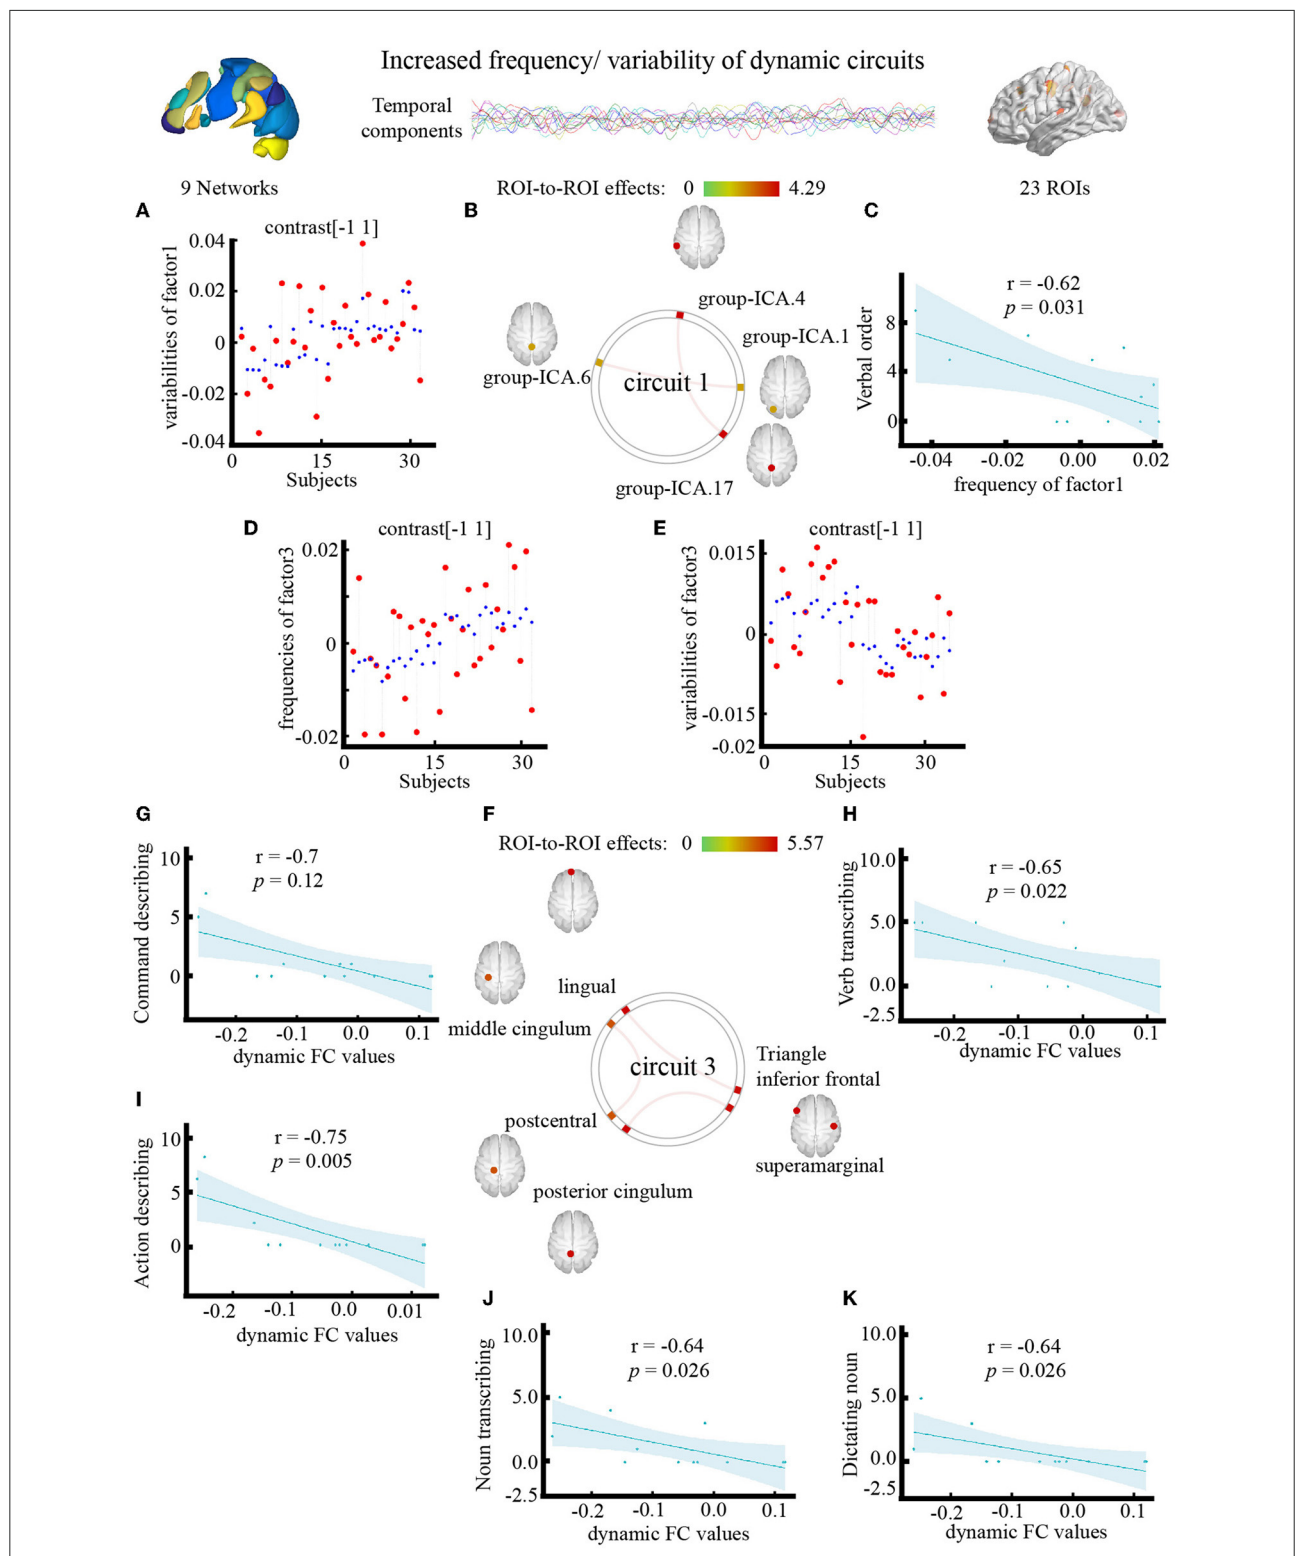 Increased frequency/ variability of dynamic circuits
Temporal
components
9 Networks
ROI-to-ROI effects: 0 4.29
23 ROIs
A
contrast[-1 1]
variabilities of factor1
0.04
0.02
0
-0.02
-0.04
0 15 30
Subjects
B
group-ICA.4
group-ICA.1
group-ICA.6
circuit 1
group-ICA.17
C
r = -0.62
p = 0.031
Verbal order
8
4
0
-0.04 -0.02 0.00 0.02
frequency of factor1
D
contrast[-1 1]
frequencies of factor3
0.02
0
-0.02
0 15 30
Subjects
E
contrast[-1 1]
variabilities of factor3
0.015
0
-0.015
-0.02
0 15 30
Subjects
G
r = -0.7
p = 0.12
Command describing
10
5
0
-0.2 -0.1 0.0 0.1
dynamic FC values
F
ROI-to-ROI effects: 0 5.57
lingual
middle cingulum
circuit 3
Triangle
inferior frontal
postcentral
superamarginal
posterior cingulum
H
r = -0.65
p = 0.022
Verb transcribing
10.0
5.0
0.0
-2.5
-0.2 -0.1 0.0 0.1
dynamic FC values
I
r = -0.75
p = 0.005
Action describing
10
5
0
-0.2 -0.1 0.0 0.01
dynamic FC values
J
r = -0.64
p = 0.026
Noun transcribing
10.0
5.0
0.0
-2.5
-0.2 -0.1 0.0 0.1
dynamic FC values
K
r = -0.64
p = 0.026
Dictating noun
10.0
5.0
0.0
-2.5
-0.2 -0.1 0.0 0.1
dynamic FC values